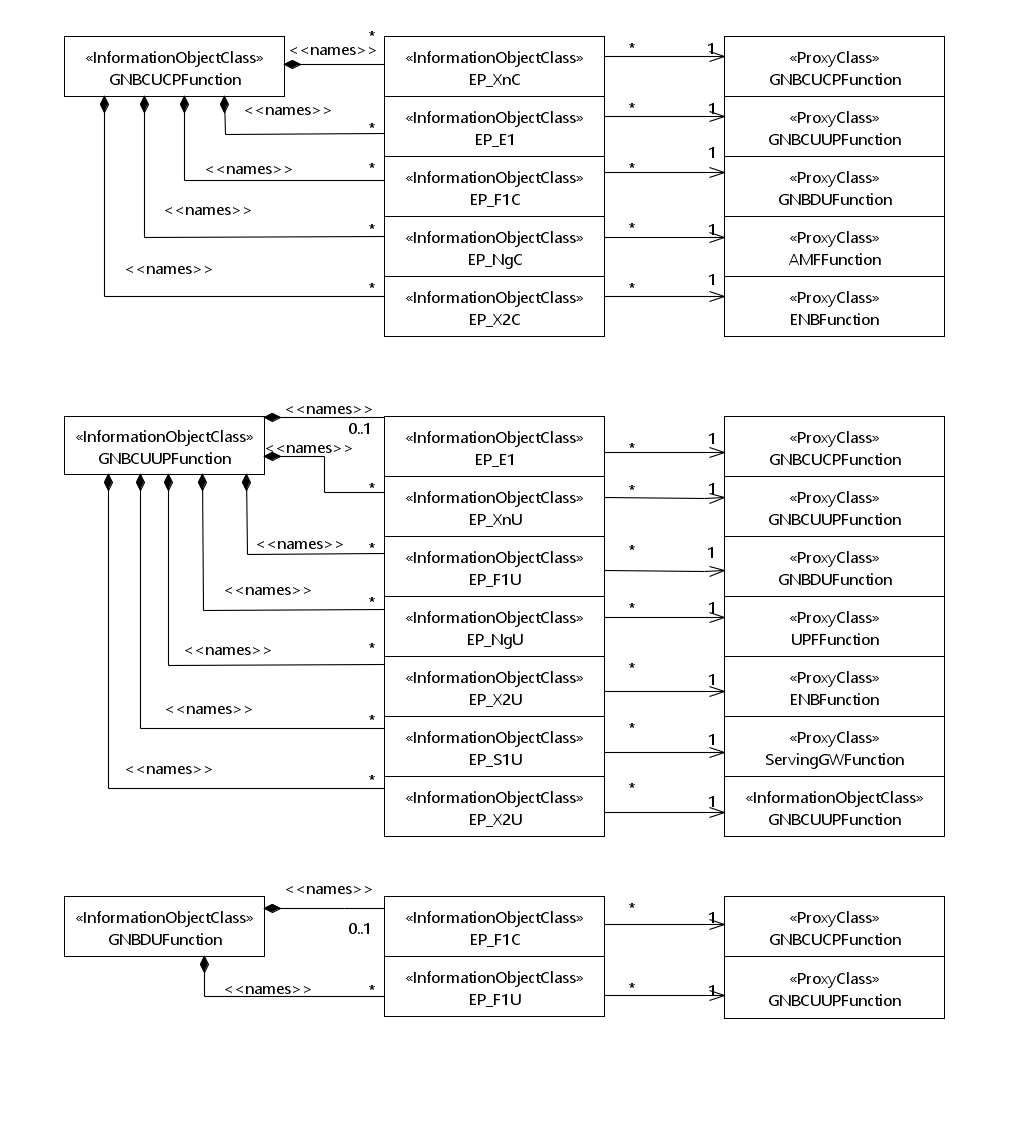 *
<<names>>
«InformationObjectClass»
GNBCUCPFunction
«InformationObjectClass»
EP_XnC
*
1
«ProxyClass»
GNBCUCPFunction
<<names>>
*
«InformationObjectClass»
EP_E1
*
1
«ProxyClass»
GNBCUUPFunction
<<names>>
*
«InformationObjectClass»
EP_F1C
*
1
«ProxyClass»
GNBDUFunction
<<names>>
*
«InformationObjectClass»
EP_NgC
*
1
«ProxyClass»
AMFFunction
<<names>>
*
«InformationObjectClass»
EP_X2C
*
1
«ProxyClass»
ENBFunction
<<names>>
0..1
«InformationObjectClass»
GNBCUUPFunction
«InformationObjectClass»
EP_E1
*
1
«ProxyClass»
GNBCUCPFunction
<<names>>
*
«InformationObjectClass»
EP_XnU
*
1
«ProxyClass»
GNBCUUPFunction
<<names>>
*
«InformationObjectClass»
EP_F1U
*
1
«ProxyClass»
GNBDUFunction
<<names>>
*
«InformationObjectClass»
EP_NgU
*
1
«ProxyClass»
UPFFunction
<<names>>
*
«InformationObjectClass»
EP_X2U
*
1
«ProxyClass»
ENBFunction
<<names>>
*
«InformationObjectClass»
EP_S1U
*
1
«ProxyClass»
ServingGWFunction
<<names>>
*
«InformationObjectClass»
EP_X2U
*
1
«InformationObjectClass»
GNBCUUPFunction
<<names>>
0..1
«InformationObjectClass»
GNBDUFunction
«InformationObjectClass»
EP_F1C
*
1
«ProxyClass»
GNBCUCPFunction
<<names>>
*
«InformationObjectClass»
EP_F1U
*
1
«ProxyClass»
GNBCUUPFunction